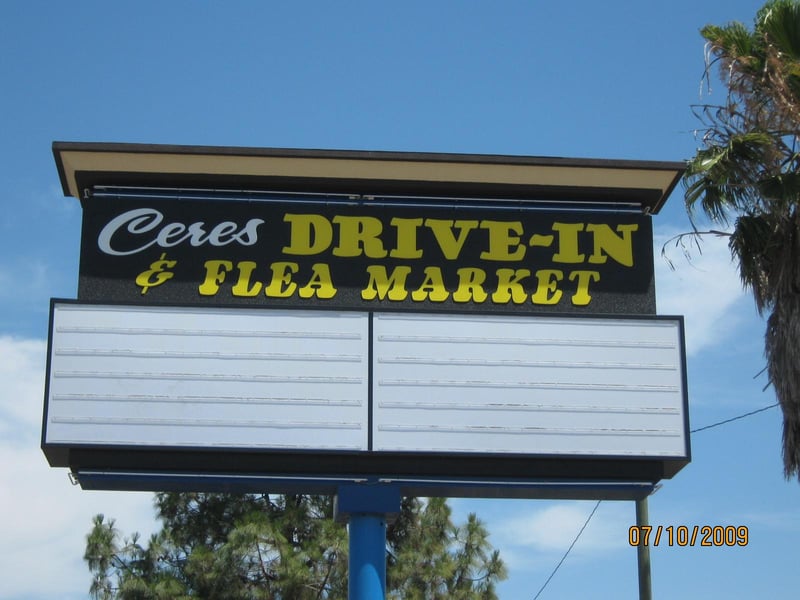 Ceres DRIVE-IN
& FLEA MARKET
07/10/2009